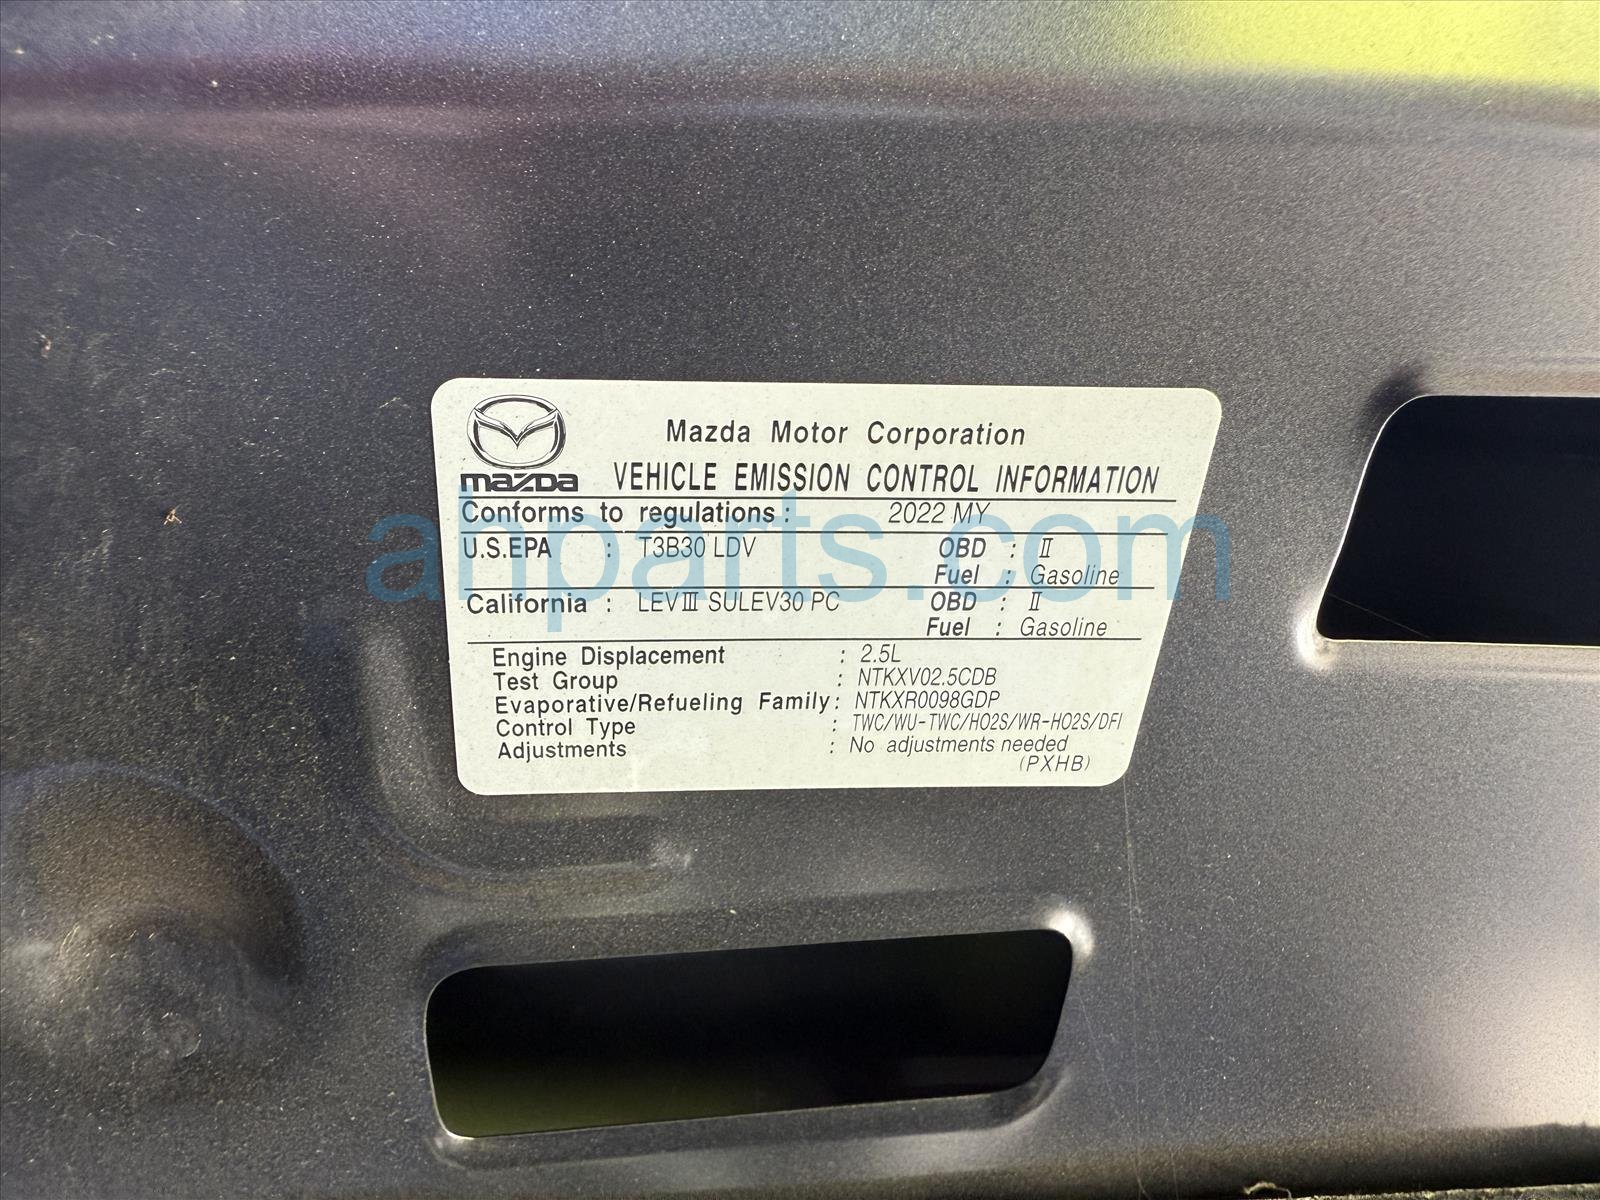 Mazda Motor Corporation
mazda VEHICLE EMISSION CONTROL INFORMATION
Conforms to regulations : 2022 MY
U.S.EPA : T3B30 LDV OBD : II
Fuel : Gasoline
California : LEVIII SULEV30 PC OBD : II
Fuel : Gasoline
Engine Displacement : 2.5L
Test Group : NTKXV02.5CDB
Evaporative/Refueling Family : NTKXR0098GDP
Control Type : TWC/WU-TWC/HO2S/WR-HO2S/DFI
Adjustments : No adjustments needed
(PXHB)
ahparts.com